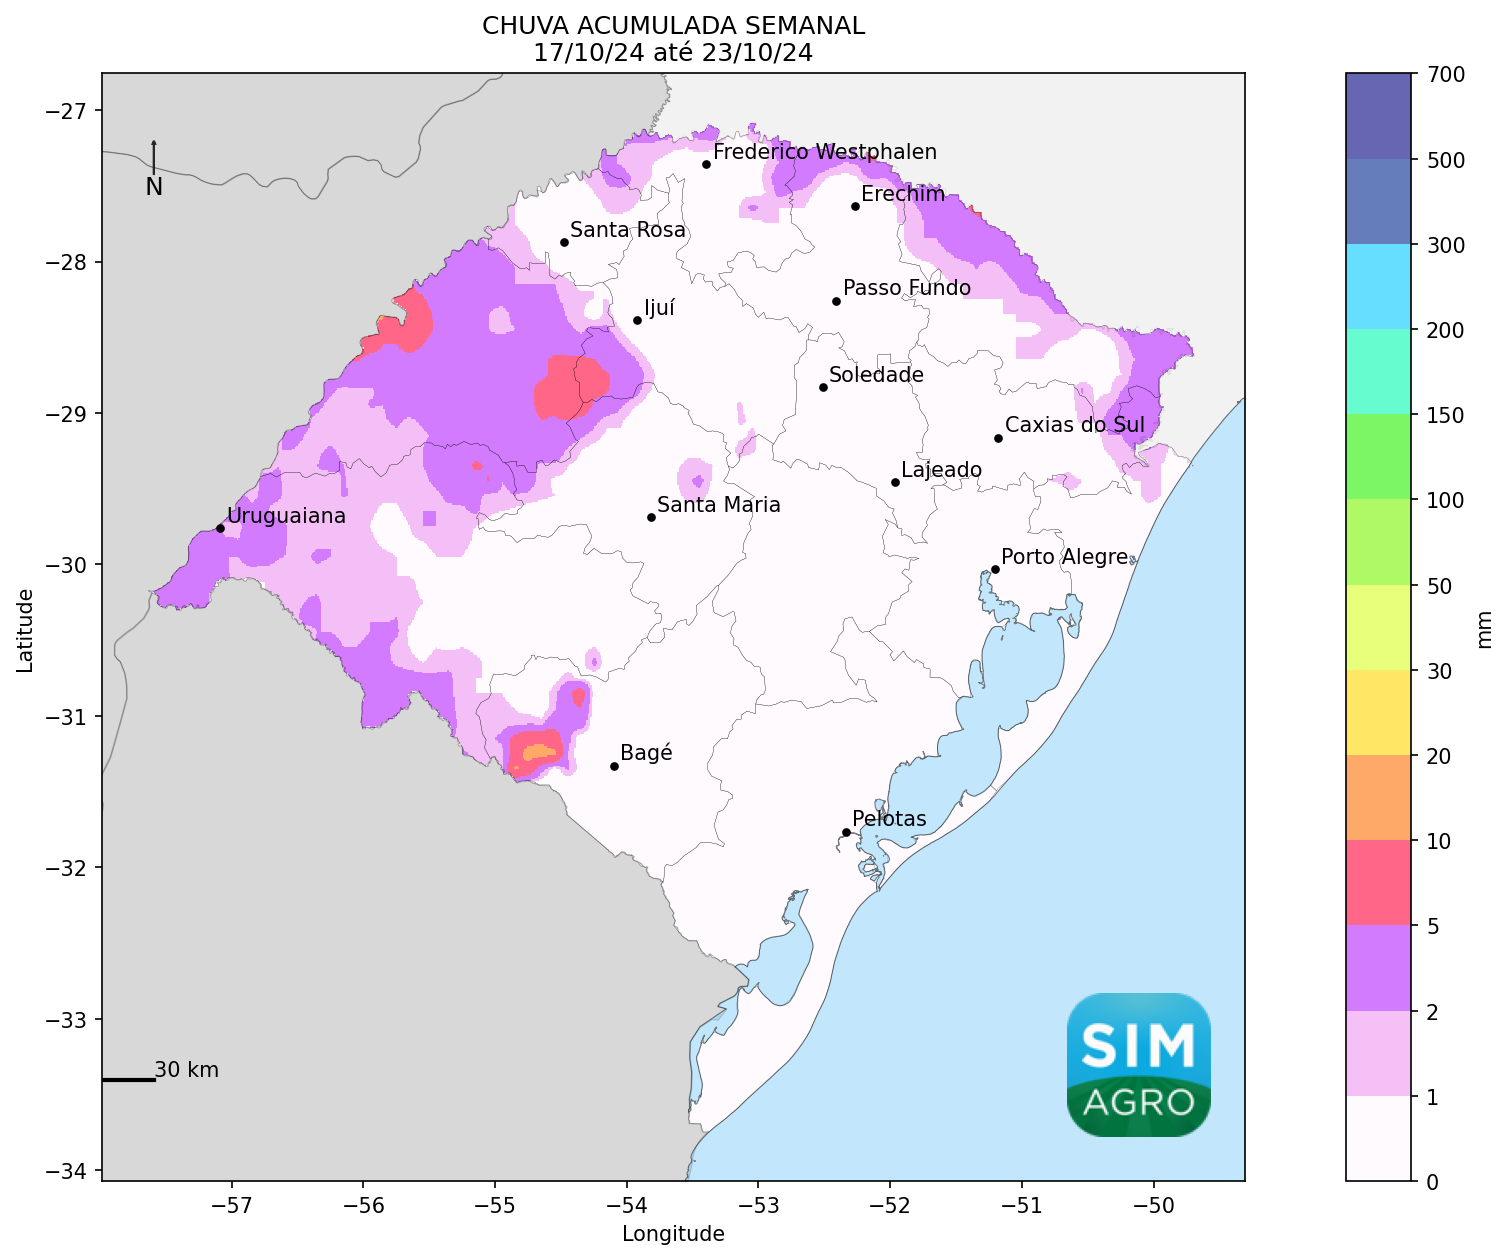 CHUVA ACUMULADA SEMANAL
17/10/24 até 23/10/24
700
−27
Frederico Westphalen
500
N
Erechim
Santa Rosa
−28
300
Passo Fundo
Ijuí
200
Soledade
−29
150
Caxias do Sul
Lajeado
100
Santa Maria
Uruguaiana
−30
Porto Alegre
50
Latitude
mm
30
−31
Bagé
20
Pelotas
10
−32
5
−33
2
SIM
AGRO
30 km
1
−34
0
−57
−56
−55
−54
−53
−52
−51
−50
Longitude